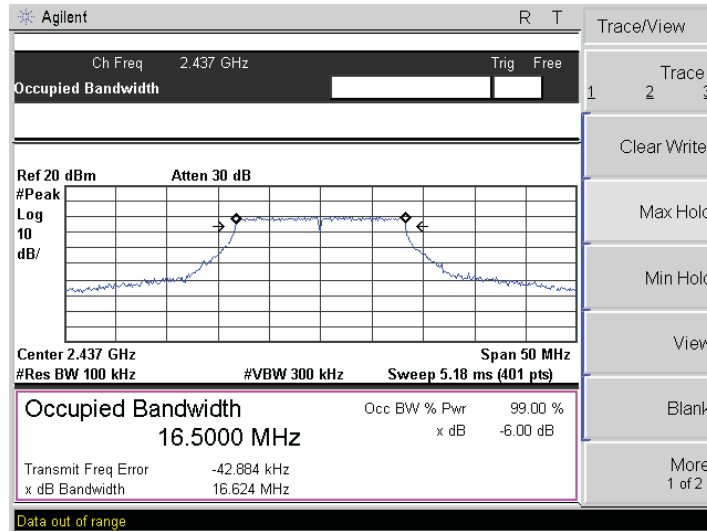 Agilent R T
Ch Freq 2.437 GHz Trig Free
Occupied Bandwidth
Ref 20 dBm Atten 30 dB
#Peak
Log
10
dB/
Center 2.437 GHz Span 50 MHz
#Res BW 100 kHz #VBW 300 kHz Sweep 5.18 ms (401 pts)
Occupied Bandwidth
16.5000 MHz
Occ BW % Pwr 99.00 %
x dB -6.00 dB
Transmit Freq Error -42.884 kHz
x dB Bandwidth 16.624 MHz
Data out of range
Trace/View
Trace
1 2 3
Clear Write
Max Hold
Min Hold
View
Blank
More
1 of 2